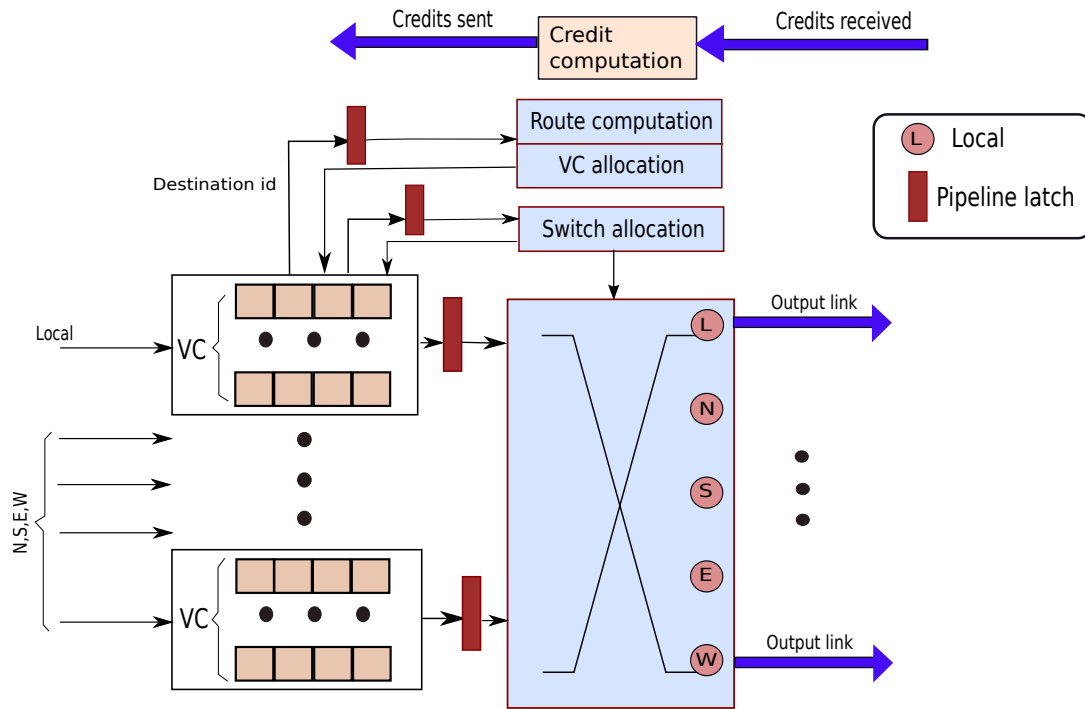 Credits sent
Credits received
Credit
computation
Route computation
VC allocation
Destination id
Switch allocation
L Local
Pipeline latch
Local
VC
L
Output link
N
N,S,E,W
S
E
VC
W
Output link